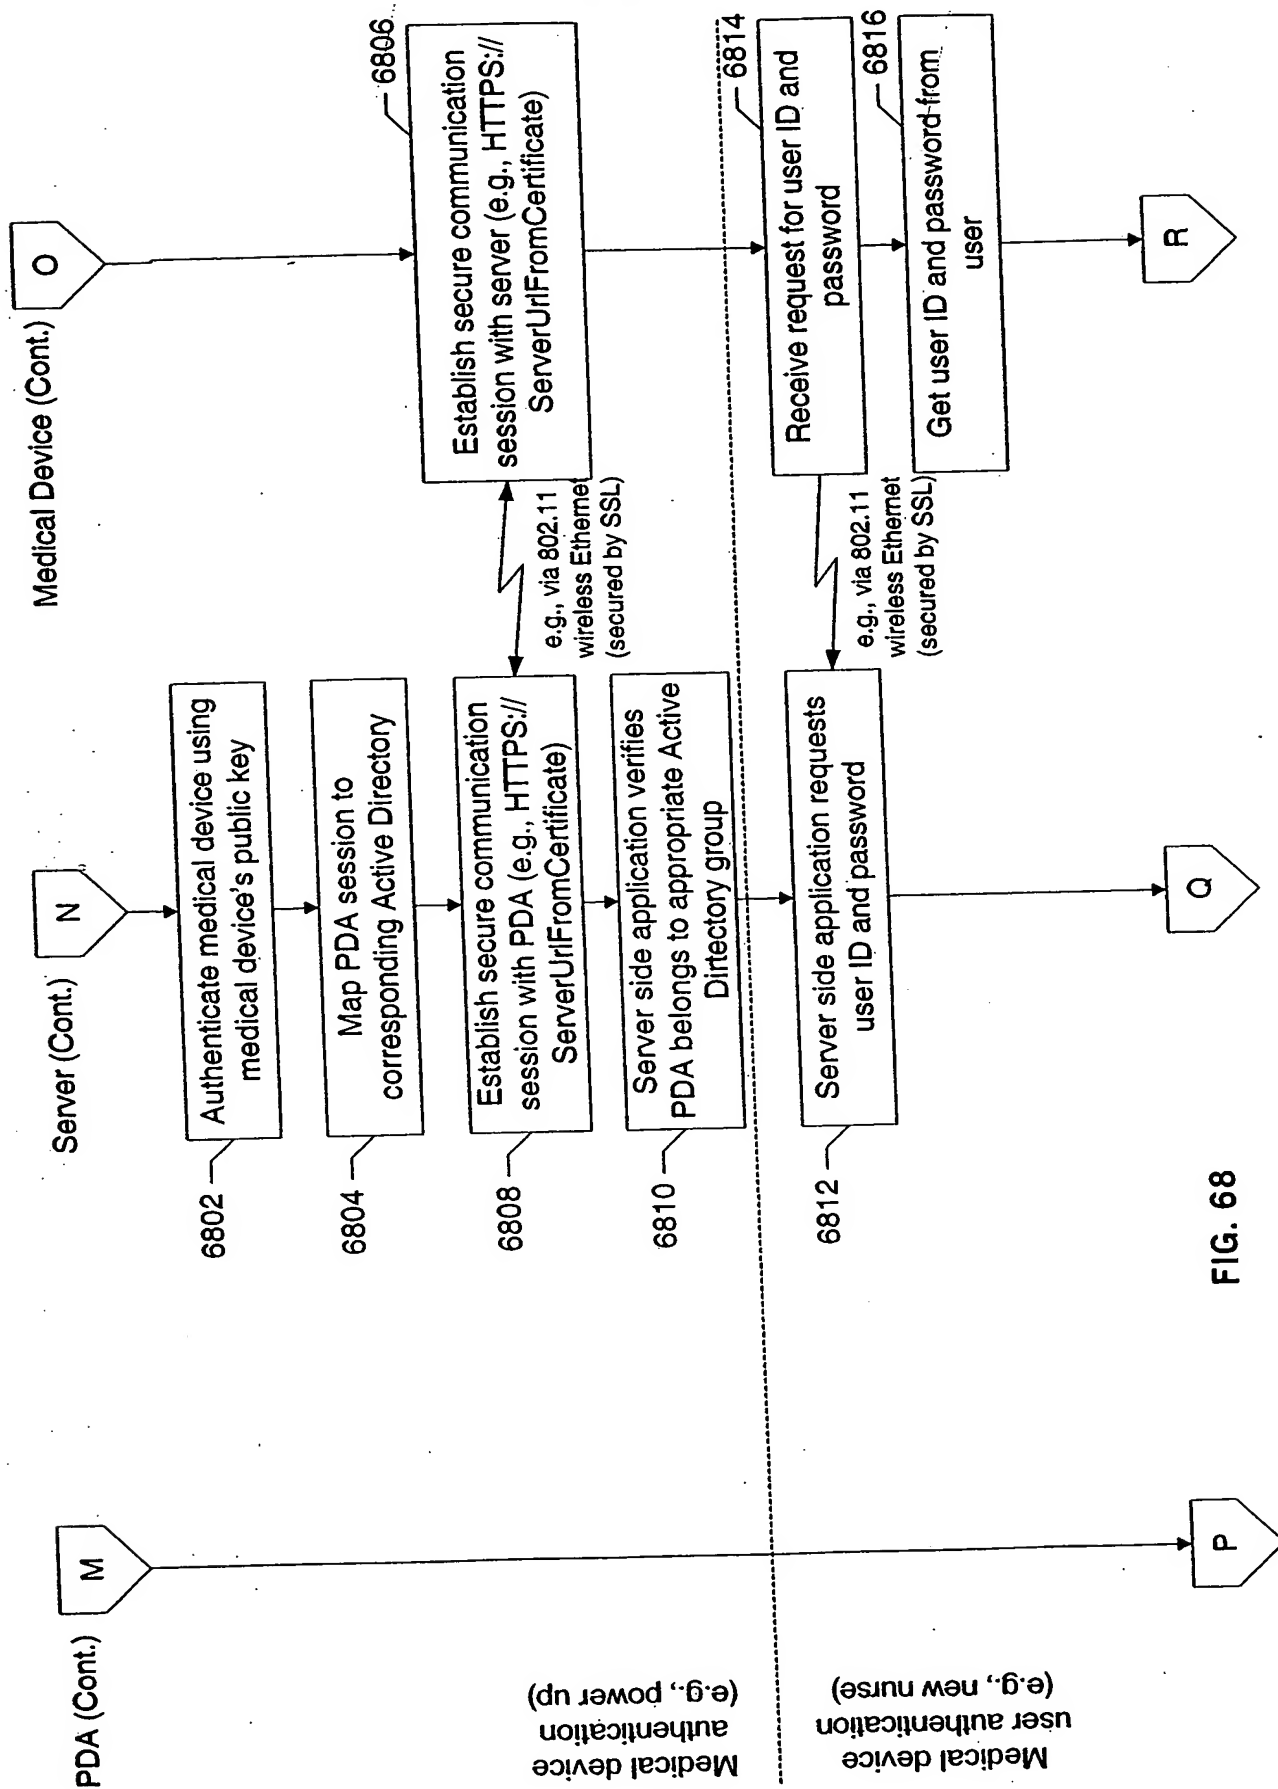 PDA (Cont.)
Server (Cont.)
Medical Device (Cont.)
M
N
O
Medical device
authentication
(e.g., power up)
6802
Authenticate medical device using
medical device's public key
6804
Map PDA session to
corresponding Active Directory
6806
Establish secure communication
session with server (e.g., HTTPS://
ServerUrlFromCertificate)
6808
Establish secure communication
session with PDA (e.g., HTTPS://
ServerUrlFromCertificate)
e.g., via 802.11
wireless Ethernet
(secured by SSL)
6810
Server side application verifies
PDA belongs to appropriate Active
Dirtectory group
Medical device
user authentication
(e.g., new nurse)
6812
Server side application requests
user ID and password
e.g., via 802.11
wireless Ethernet
(secured by SSL)
6814
Receive request for user ID and
password
6816
Get user ID and password from
user
P
Q
R
FIG. 68